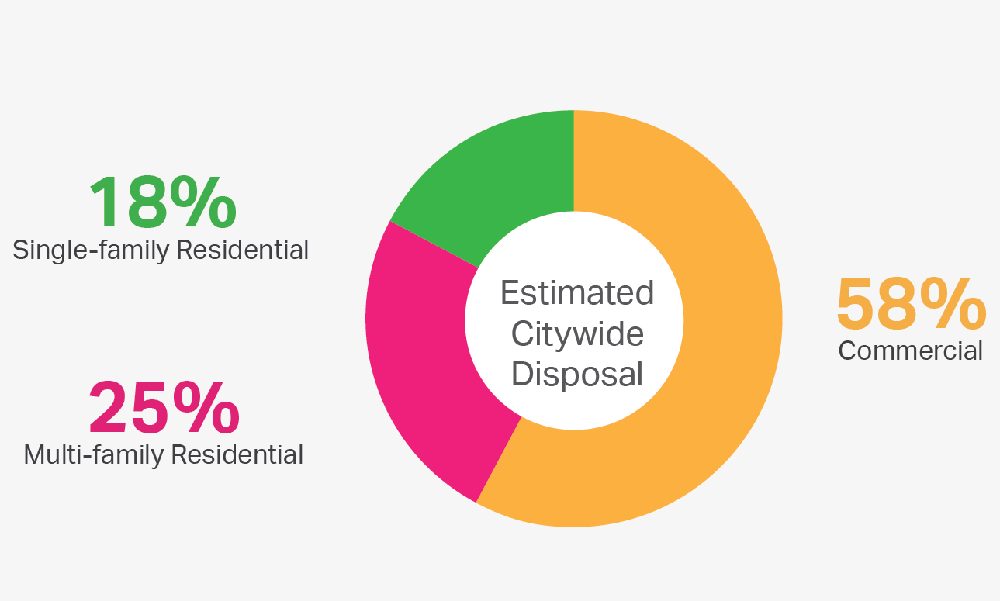 18%
Single-family Residential
25%
Multi-family Residential
Estimated
Citywide
Disposal
58%
Commercial